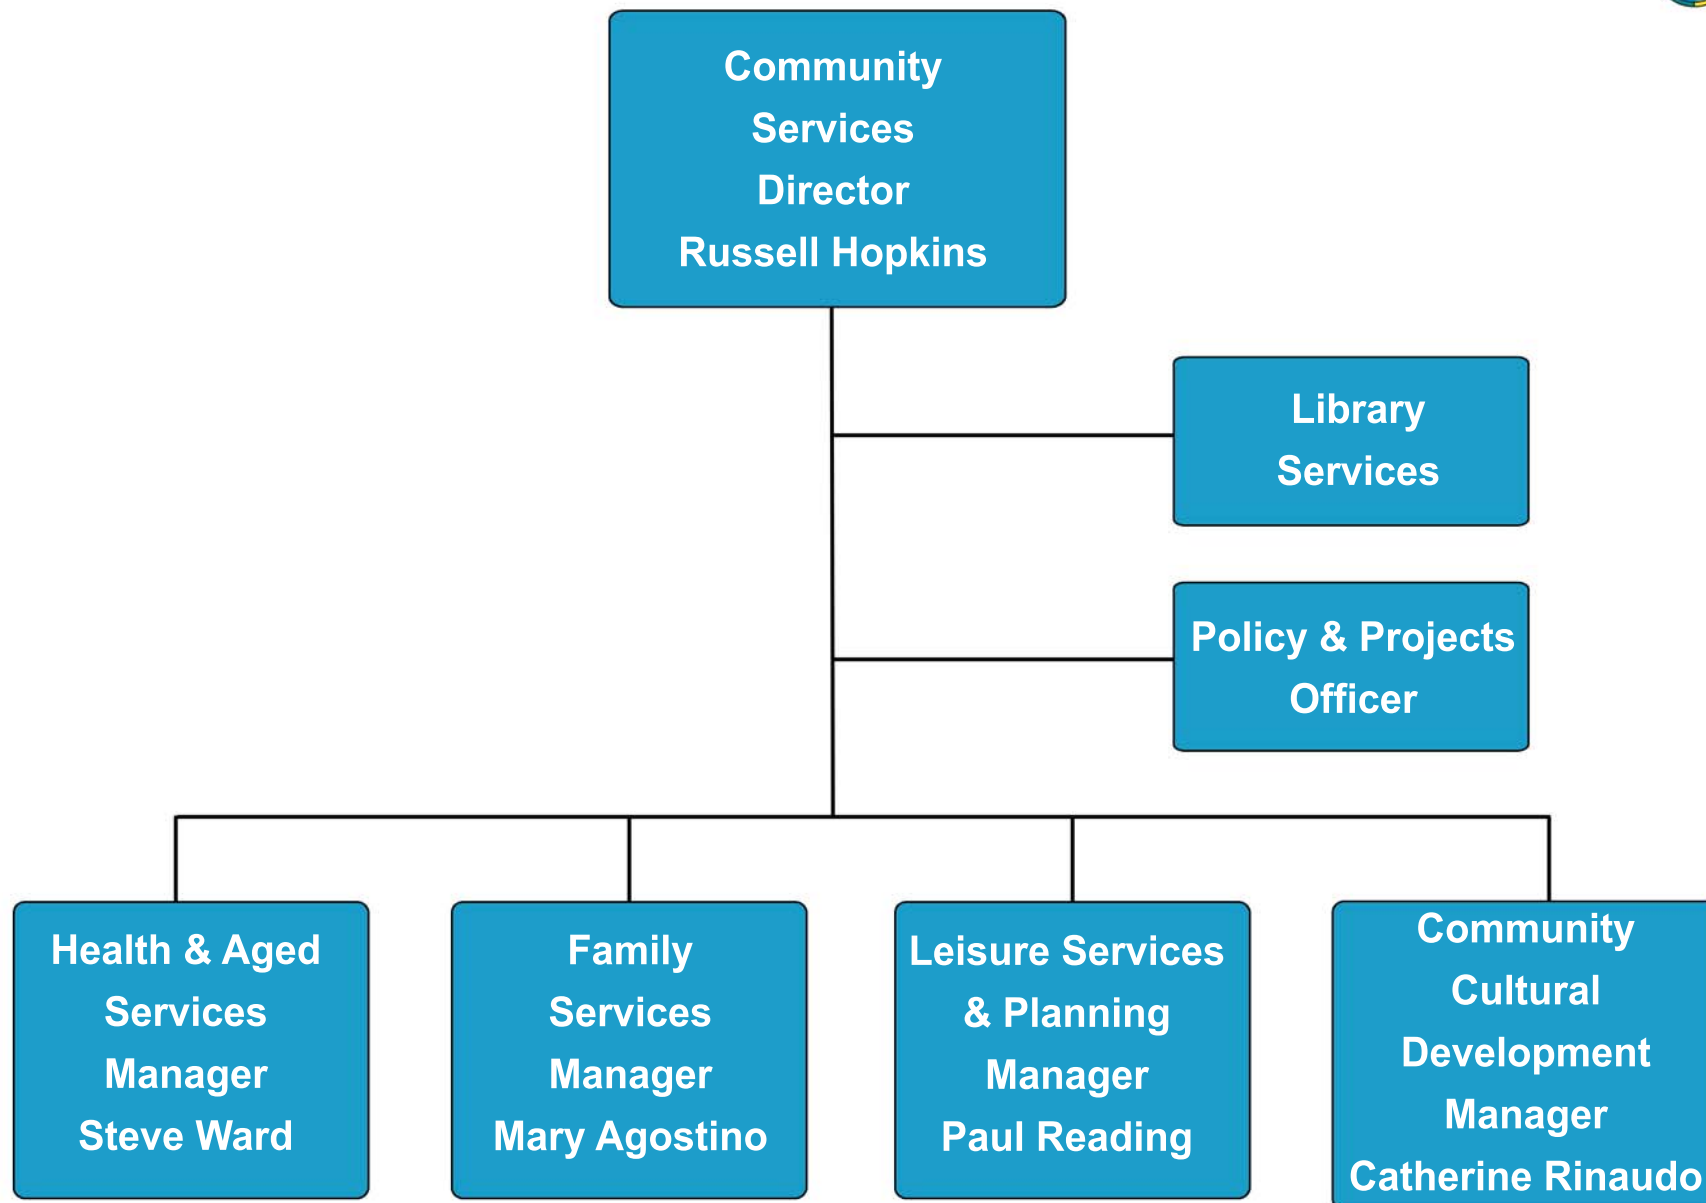 Community
Services
Director
Russell Hopkins
Library
Services
Policy & Projects
Officer
Health & Aged
Services
Manager
Steve Ward
Family
Services
Manager
Mary Agostino
Leisure Services
& Planning
Manager
Paul Reading
Community
Cultural
Development
Manager
Catherine Rinaudo